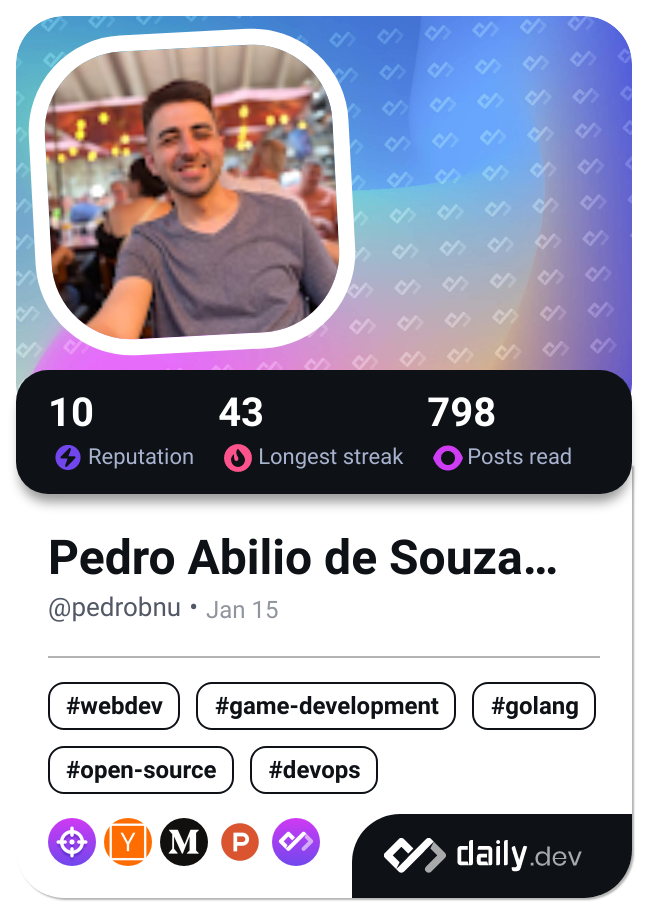 10 43 798
Reputation Longest streak Posts read
Pedro Abilio de Souza...
@pedrobnu • Jan 15
#webdev #game-development #golang
#open-source #devops
Y M P daily.dev